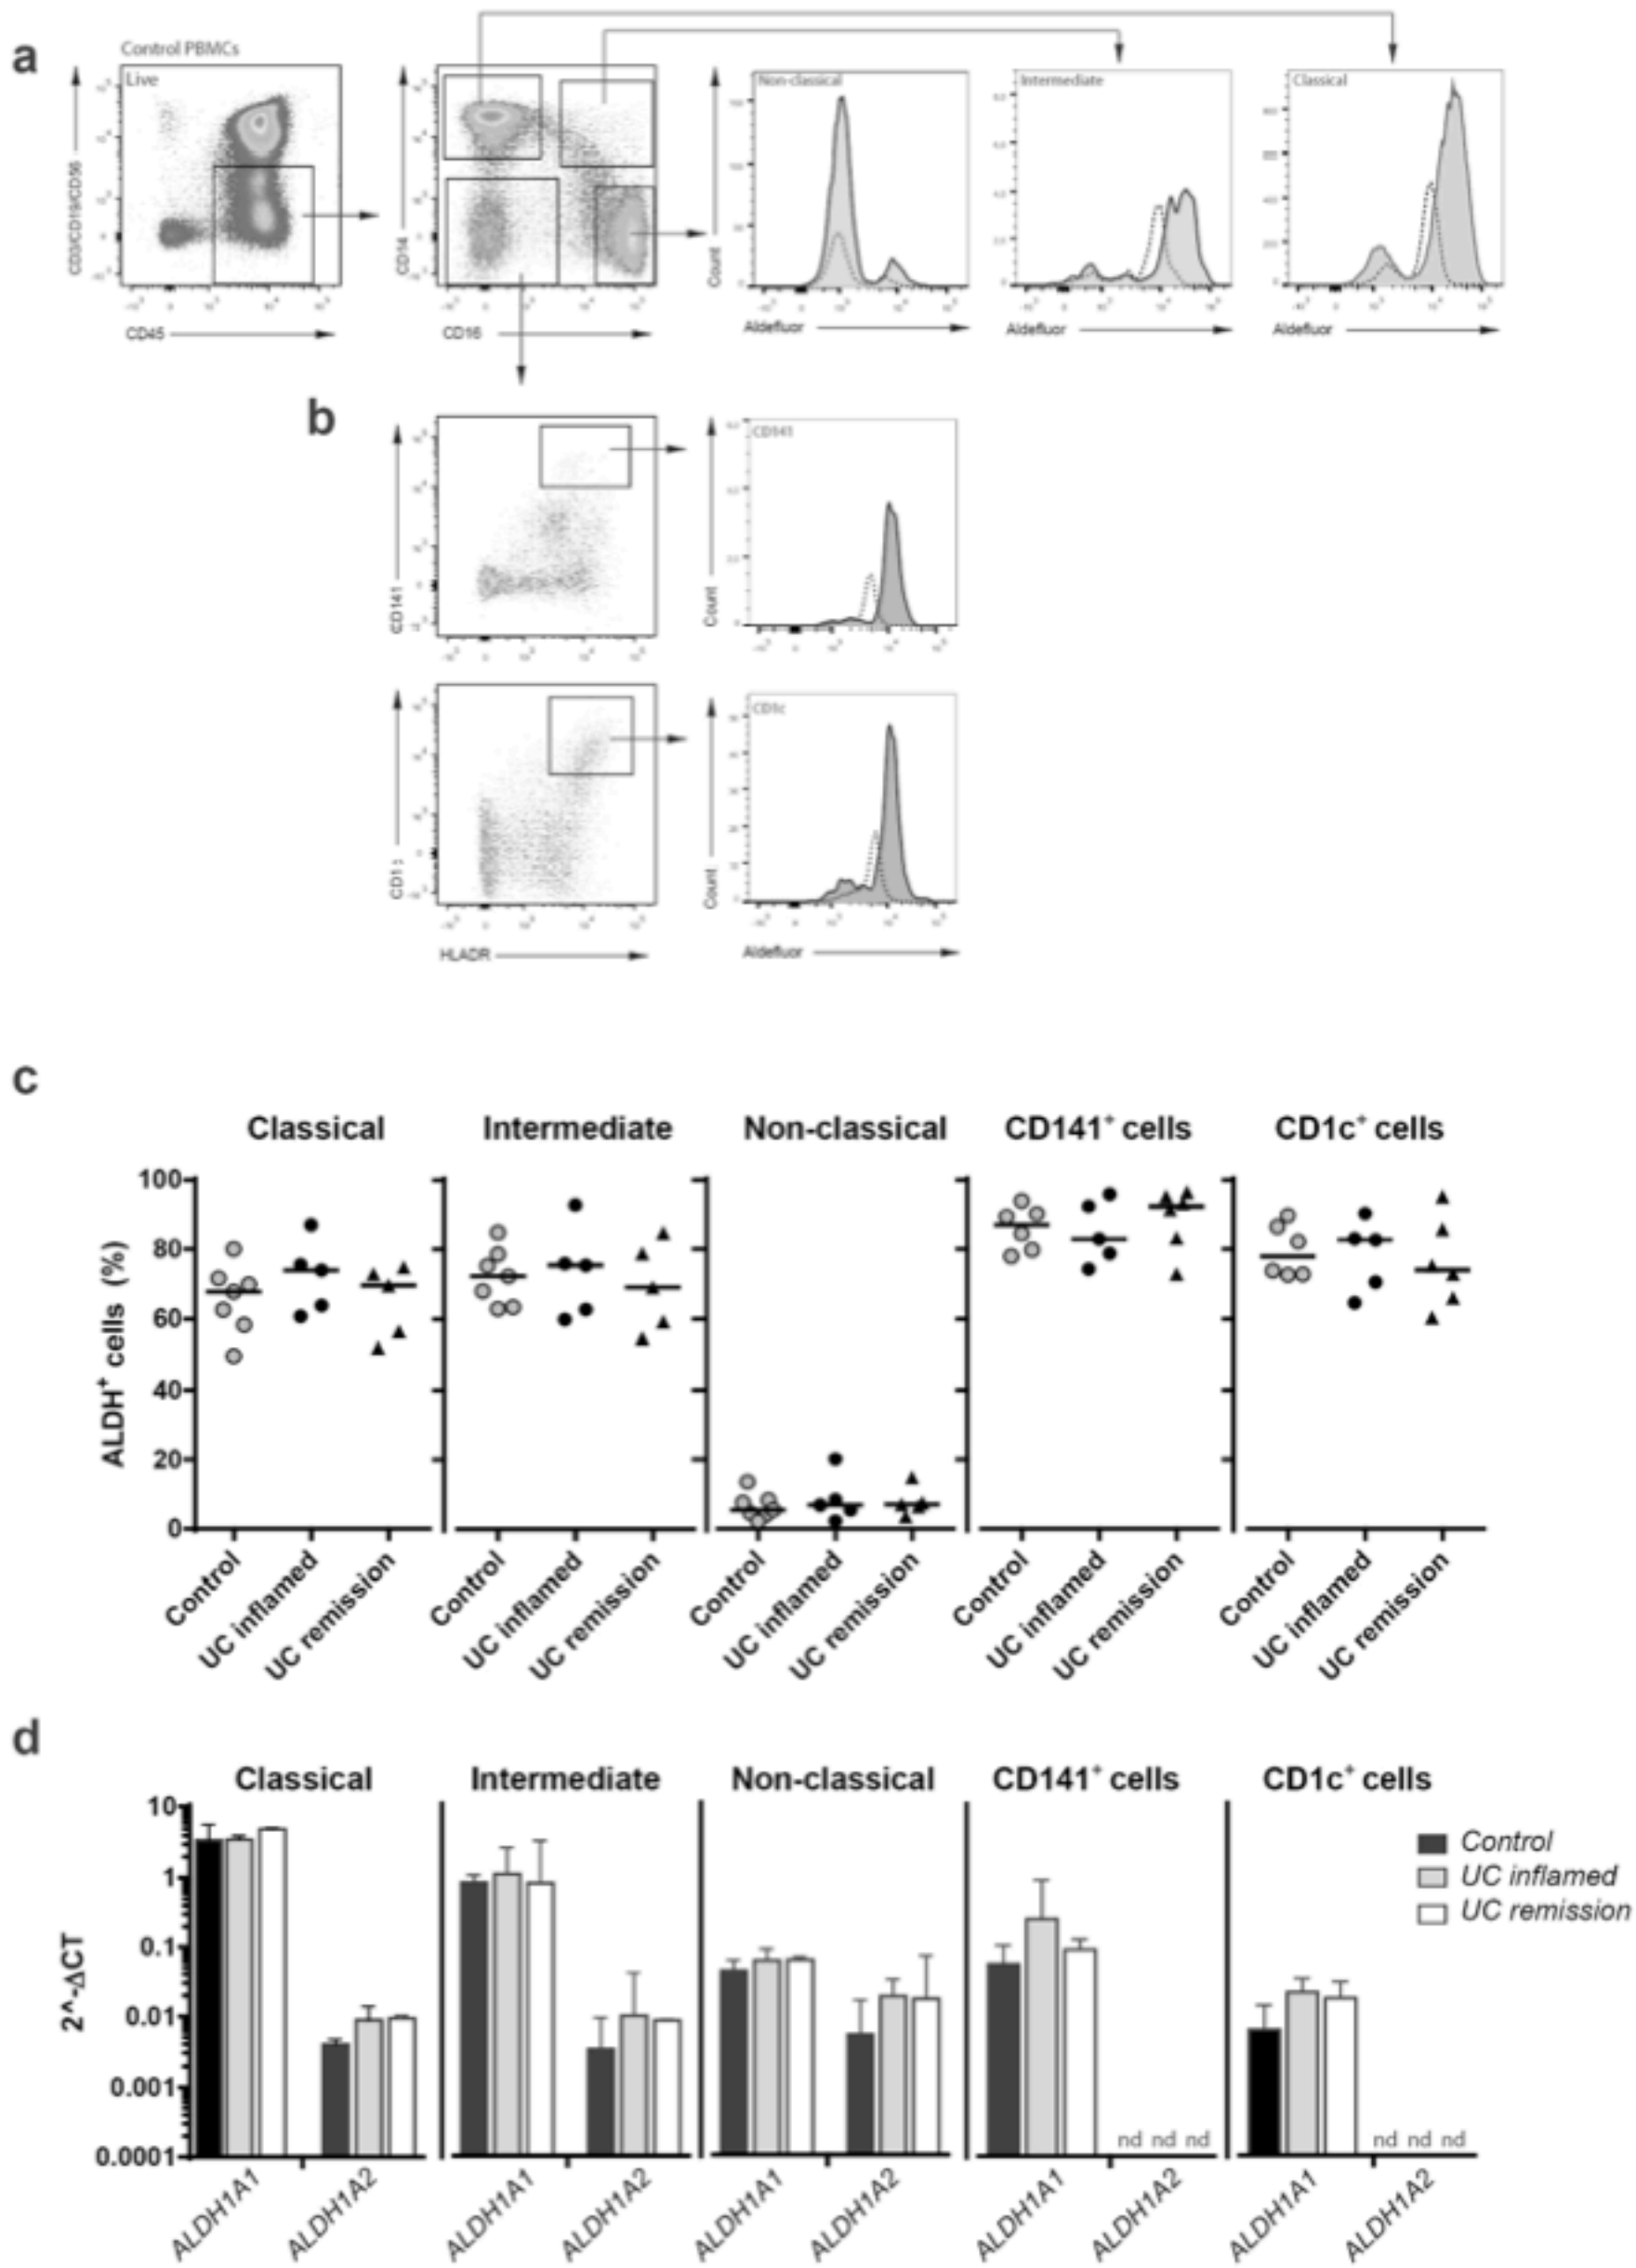 a
Control PBMCs
Live
CD3/CD19/CD56
CD45
CD14
CD16
Non-classical
Count
Aldefluor
Intermediate
Aldefluor
Classical
Aldefluor
b
CD141
CD141
Count
CD1
HLADR
CD1c
Count
Aldefluor
c
Classical Intermediate Non-classical CD141⁺ cells CD1c⁺ cells
ALDH⁺ cells (%)
100
80
60
40
20
0
Control UC inflamed UC remission Control UC inflamed UC remission Control UC inflamed UC remission Control UC inflamed UC remission Control UC inflamed UC remission
d
Classical Intermediate Non-classical CD141⁺ cells CD1c⁺ cells
2^-ΔCT
10
1
0.1
0.01
0.001
0.0001
nd nd nd nd nd nd
Control
UC inflamed
UC remission
ALDH1A1 ALDH1A2 ALDH1A1 ALDH1A2 ALDH1A1 ALDH1A2 ALDH1A1 ALDH1A2 ALDH1A1 ALDH1A2